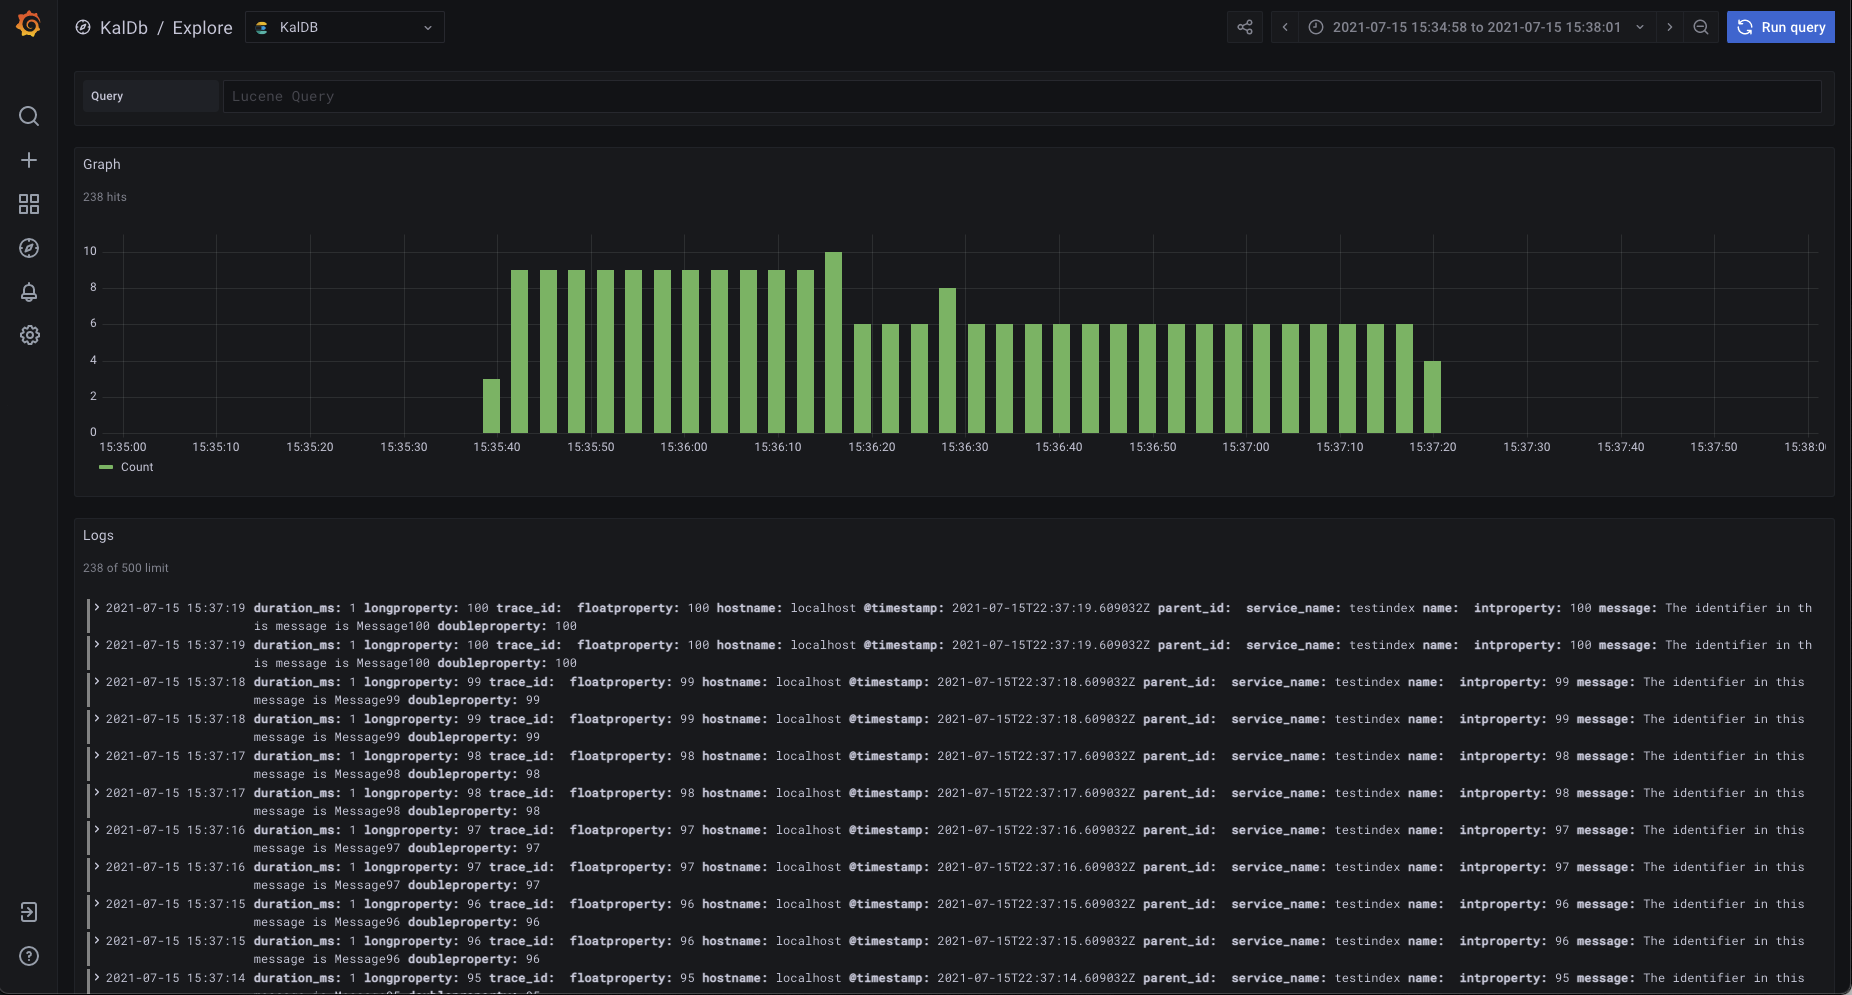 KalDb / Explore KalDB 2021-07-15 15:34:58 to 2021-07-15 15:38:01 Run query
Query Lucene Query
Graph
238 hits
10
8
6
4
2
0
15:35:00 15:35:10 15:35:20 15:35:30 15:35:40 15:35:50 15:36:00 15:36:10 15:36:20 15:36:30 15:36:40 15:36:50 15:37:00 15:37:10 15:37:20 15:37:30 15:37:40 15:37:50 15:38:0
Count
Logs
238 of 500 limit
2021-07-15 15:37:19 duration_ms: 1 longproperty: 100 trace_id: floatproperty: 100 hostname: localhost @timestamp: 2021-07-15T22:37:19.609032Z parent_id: service_name: testindex name: intproperty: 100 message: The identifier in th
is message is Message100 doubleproperty: 100
2021-07-15 15:37:19 duration_ms: 1 longproperty: 100 trace_id: floatproperty: 100 hostname: localhost @timestamp: 2021-07-15T22:37:19.609032Z parent_id: service_name: testindex name: intproperty: 100 message: The identifier in th
is message is Message100 doubleproperty: 100
2021-07-15 15:37:18 duration_ms: 1 longproperty: 99 trace_id: floatproperty: 99 hostname: localhost @timestamp: 2021-07-15T22:37:18.609032Z parent_id: service_name: testindex name: intproperty: 99 message: The identifier in this
message is Message99 doubleproperty: 99
2021-07-15 15:37:18 duration_ms: 1 longproperty: 99 trace_id: floatproperty: 99 hostname: localhost @timestamp: 2021-07-15T22:37:18.609032Z parent_id: service_name: testindex name: intproperty: 99 message: The identifier in this
message is Message99 doubleproperty: 99
2021-07-15 15:37:17 duration_ms: 1 longproperty: 98 trace_id: floatproperty: 98 hostname: localhost @timestamp: 2021-07-15T22:37:17.609032Z parent_id: service_name: testindex name: intproperty: 98 message: The identifier in this
message is Message98 doubleproperty: 98
2021-07-15 15:37:17 duration_ms: 1 longproperty: 98 trace_id: floatproperty: 98 hostname: localhost @timestamp: 2021-07-15T22:37:17.609032Z parent_id: service_name: testindex name: intproperty: 98 message: The identifier in this
message is Message98 doubleproperty: 98
2021-07-15 15:37:16 duration_ms: 1 longproperty: 97 trace_id: floatproperty: 97 hostname: localhost @timestamp: 2021-07-15T22:37:16.609032Z parent_id: service_name: testindex name: intproperty: 97 message: The identifier in this
message is Message97 doubleproperty: 97
2021-07-15 15:37:16 duration_ms: 1 longproperty: 97 trace_id: floatproperty: 97 hostname: localhost @timestamp: 2021-07-15T22:37:16.609032Z parent_id: service_name: testindex name: intproperty: 97 message: The identifier in this
message is Message97 doubleproperty: 97
2021-07-15 15:37:15 duration_ms: 1 longproperty: 96 trace_id: floatproperty: 96 hostname: localhost @timestamp: 2021-07-15T22:37:15.609032Z parent_id: service_name: testindex name: intproperty: 96 message: The identifier in this
message is Message96 doubleproperty: 96
2021-07-15 15:37:15 duration_ms: 1 longproperty: 96 trace_id: floatproperty: 96 hostname: localhost @timestamp: 2021-07-15T22:37:15.609032Z parent_id: service_name: testindex name: intproperty: 96 message: The identifier in this
message is Message96 doubleproperty: 96
2021-07-15 15:37:14 duration_ms: 1 longproperty: 95 trace_id: floatproperty: 95 hostname: localhost @timestamp: 2021-07-15T22:37:14.609032Z parent_id: service_name: testindex name: intproperty: 95 message: The identifier in this